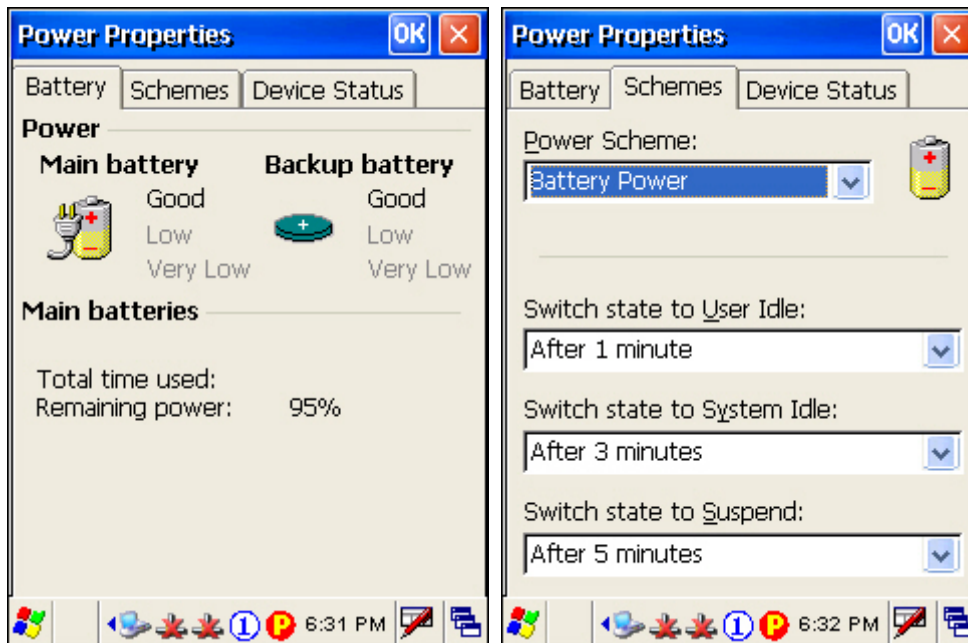 Power Properties OK
Battery Schemes Device Status
Power
Main battery Backup battery
Good Good
Low Low
Very Low Very Low
Main batteries
Total time used:
Remaining power: 95%
1 P 6:31 PM
Power Properties OK
Battery Schemes Device Status
Power Scheme:
Battery Power
Switch state to User Idle:
After 1 minute
Switch state to System Idle:
After 3 minutes
Switch state to Suspend:
After 5 minutes
1 P 6:32 PM